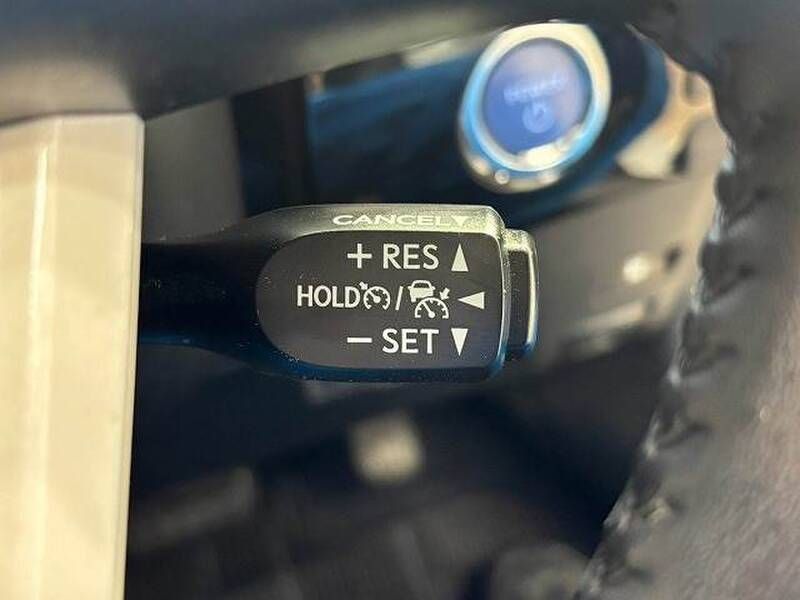 CANCEL▼
+ RES ▲
HOLD / ◀
− SET ▼